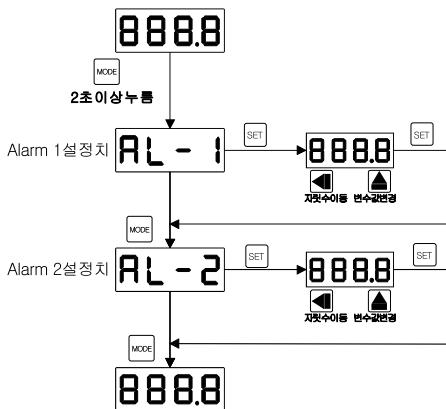 888.8
MODE
2초이상누름
Alarm 1설정치 AL-1 SET 888.8 SET
자릿수이동 변수값변경
MODE
Alarm 2설정치 AL-2 SET 888.8 SET
자릿수이동 변수값변경
MODE
888.8